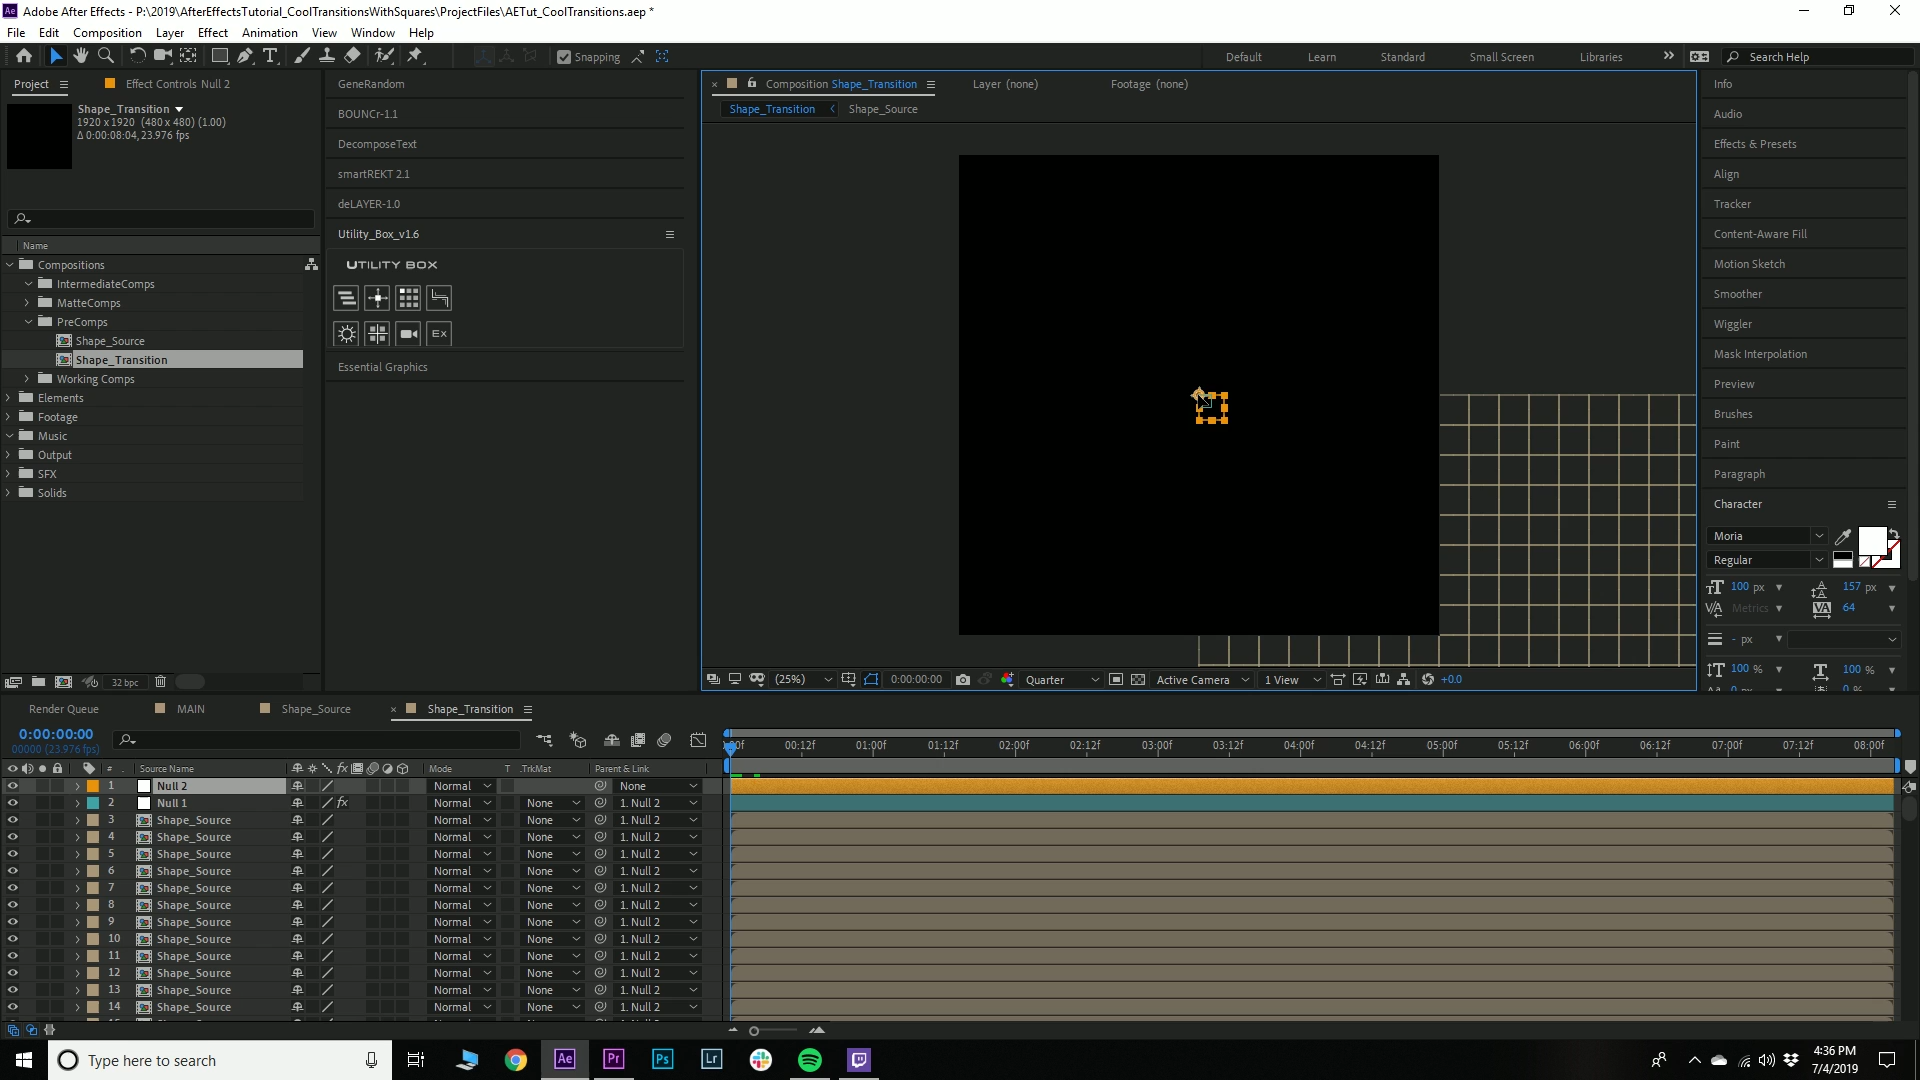 Adobe After Effects - P:\2019\AfterEffectsTutorial_CoolTransitionsWithSquares\ProjectFiles\AETut_CoolTransitions.aep *
File Edit Composition Layer Effect Animation View Window Help
Snapping
Default Learn Standard Small Screen Libraries
Search Help
Project
Effect Controls Null 2
Shape_Transition
1920 x 1920 (480 x 480) (1.00)
Δ 0:00:08:04, 23.976 fps
Name
Compositions
IntermediateComps
MatteComps
PreComps
Shape_Source
Shape_Transition
Working Comps
Elements
Footage
Music
Output
SFX
Solids
32 bpc
GeneRandom
BOUNCr-1.1
DecomposeText
smartREKT 2.1
deLAYER-1.0
Utility_Box_v1.6
UTILITY BOX
Ex
Essential Graphics
Composition Shape_Transition
Layer (none)
Footage (none)
Shape_Transition
Shape_Source
(25%) 0:00:00:00 Quarter Active Camera 1 View +0.0
Info
Audio
Effects & Presets
Align
Tracker
Content-Aware Fill
Motion Sketch
Smoother
Wiggler
Mask Interpolation
Preview
Brushes
Paint
Paragraph
Character
Moria
Regular
100 px 157 px
Metrics 64
- px
100 % 100 %
0 px 0 %
Render Queue MAIN Shape_Source Shape_Transition
0:00:00:00
00000 (23.976 fps)
00:12f 01:00f 01:12f 02:00f 02:12f 03:00f 03:12f 04:00f 04:12f 05:00f 05:12f 06:00f 06:12f 07:00f 07:12f 08:00f
# Source Name fx Mode T .TrkMat Parent & Link
1 Null 2 Normal None
2 Null 1 fx Normal None 1. Null 2
3 Shape_Source Normal None 1. Null 2
4 Shape_Source Normal None 1. Null 2
5 Shape_Source Normal None 1. Null 2
6 Shape_Source Normal None 1. Null 2
7 Shape_Source Normal None 1. Null 2
8 Shape_Source Normal None 1. Null 2
9 Shape_Source Normal None 1. Null 2
10 Shape_Source Normal None 1. Null 2
11 Shape_Source Normal None 1. Null 2
12 Shape_Source Normal None 1. Null 2
13 Shape_Source Normal None 1. Null 2
14 Shape_Source Normal None 1. Null 2
Type here to search
Ae Pr Ps Lr
4:36 PM
7/4/2019